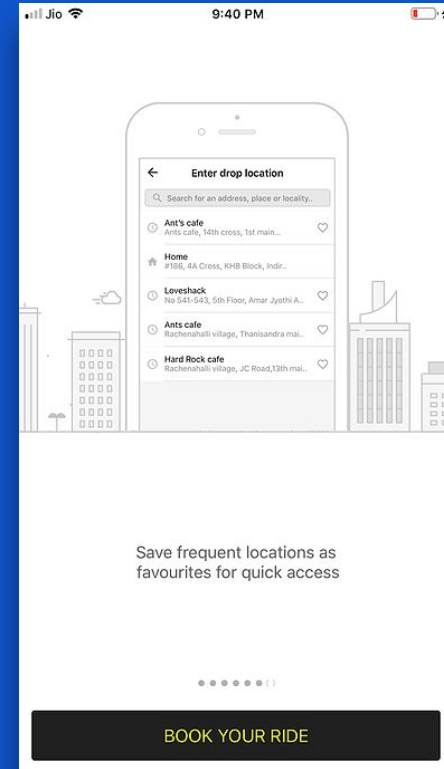 Jio
9:40 PM
Enter drop location
Search for an address, place or locality..
Ant's cafe
Ants cafe, 14th cross, 1st main...
Home
#186, 4A Cross, KHB Block, Indir..
Loveshack
No 541-543, 5th Floor, Amar Jyothi A..
Ants cafe
Rachenahalli village, Thanisandra mai..
Hard Rock cafe
Rachenahalli village, JC Road,13th mai..
Save frequent locations as
favourites for quick access
BOOK YOUR RIDE